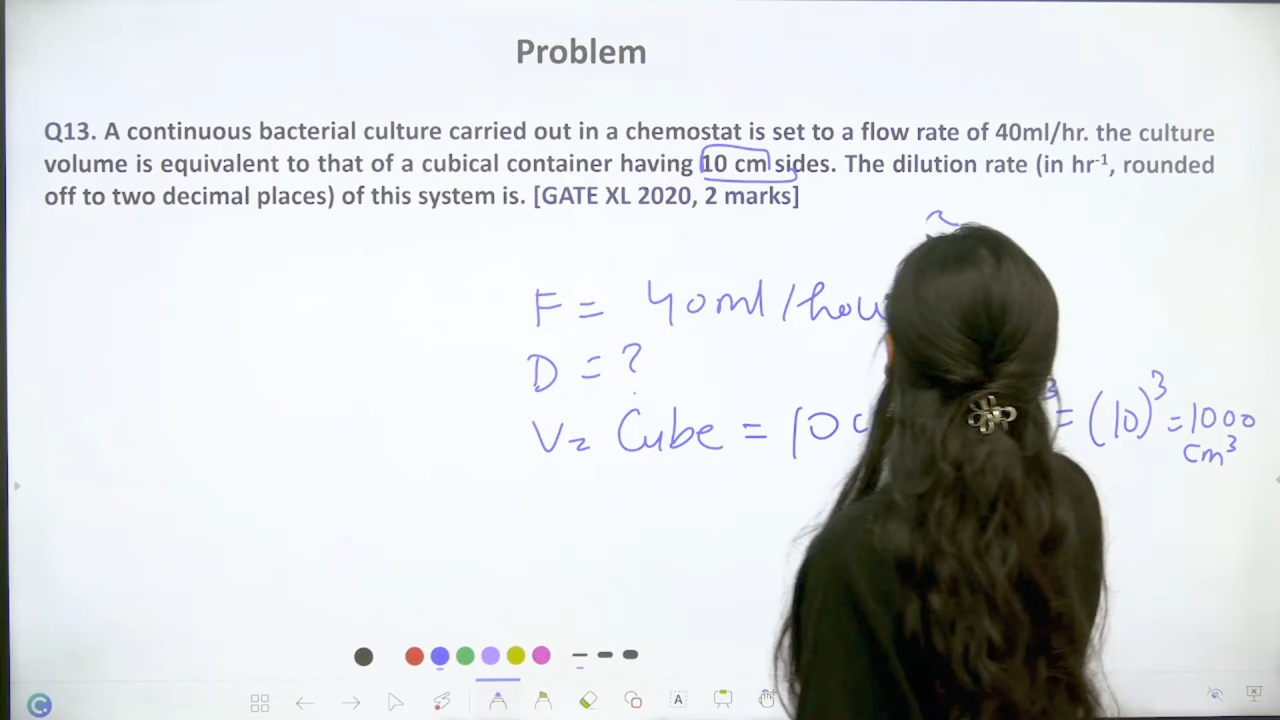 Problem
Q13. A continuous bacterial culture carried out in a chemostat is set to a flow rate of 40ml/hr. the culture
volume is equivalent to that of a cubical container having 10 cm sides. The dilution rate (in hr-1, rounded
off to two decimal places) of this system is. [GATE XL 2020, 2 marks]
F = 40ml/hou
D = ?
V= Cube = 10 c 3 = (10)³ = 1000
cm³
A